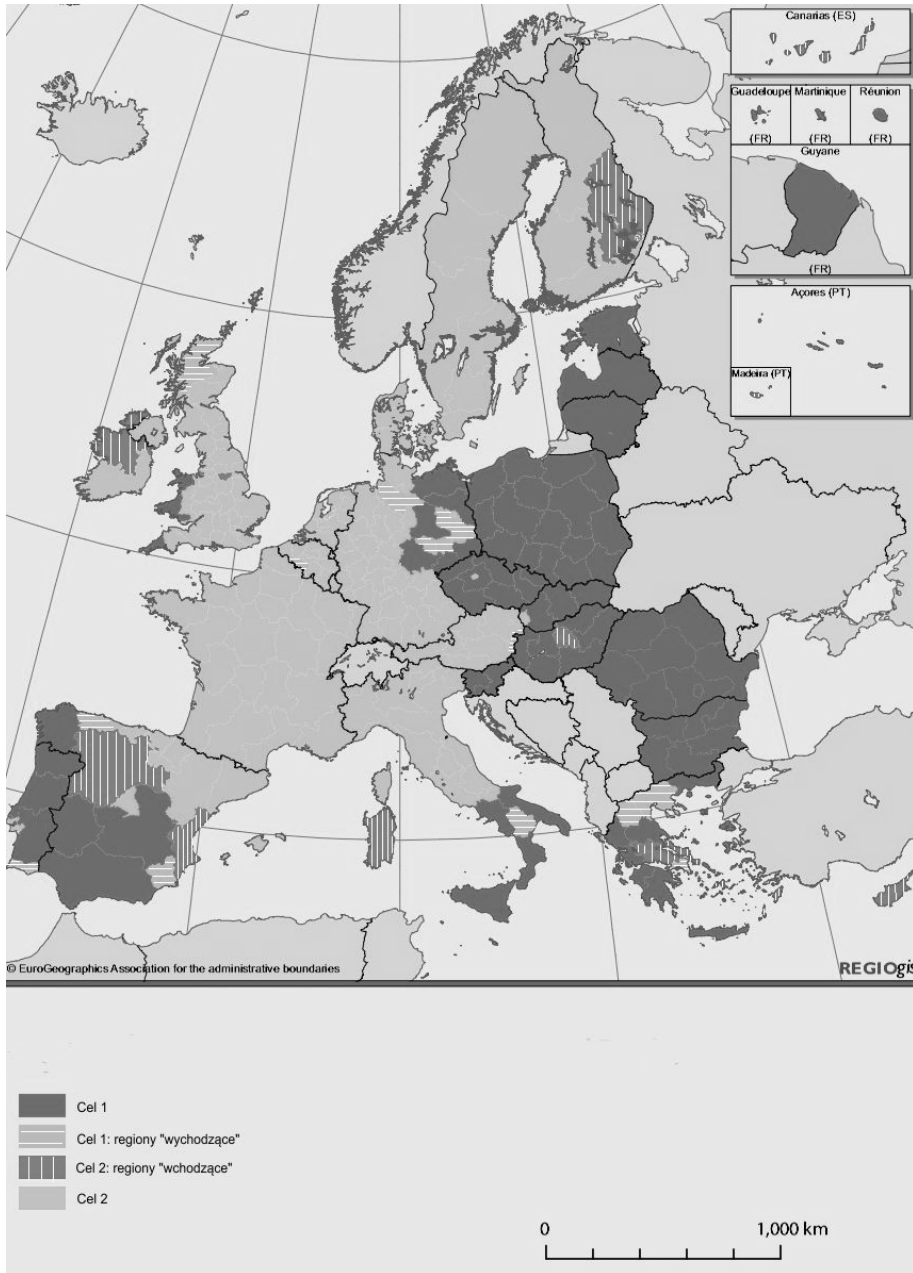 Canarias (ES)
Guadeloupe
Martinique
Réunion
(FR)
(FR)
(FR)
Guyane
(FR)
Açores (PT)
Madeira (PT)
© EuroGeographics Association for the administrative boundaries
REGIOgis
Cel 1
Cel 1: regiony "wychodzące"
Cel 2: regiony "wchodzące"
Cel 2
0
1,000 km